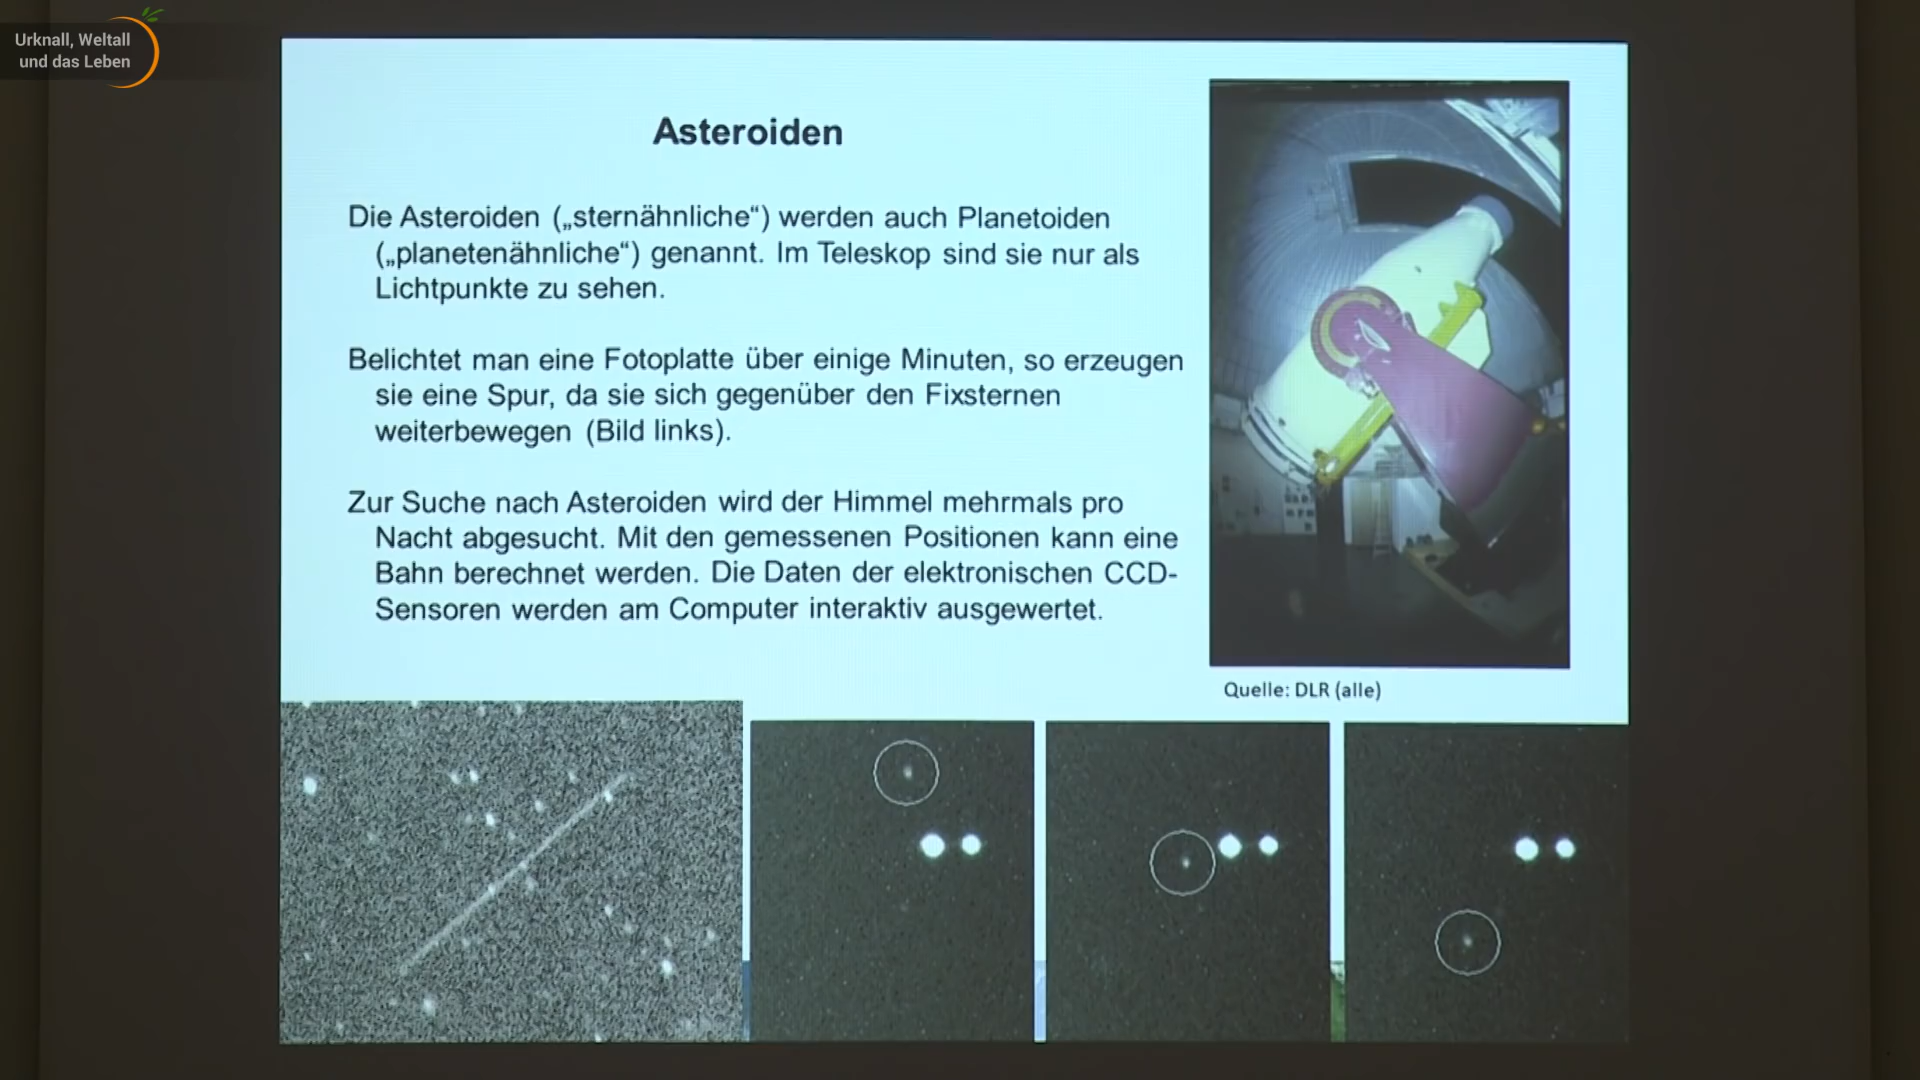 Urknall, Weltall
und das Leben
Asteroiden
Die Asteroiden („sternähnliche“) werden auch Planetoiden
(„planetenähnliche“) genannt. Im Teleskop sind sie nur als
Lichtpunkte zu sehen.
Belichtet man eine Fotoplatte über einige Minuten, so erzeugen
sie eine Spur, da sie sich gegenüber den Fixsternen
weiterbewegen (Bild links).
Zur Suche nach Asteroiden wird der Himmel mehrmals pro
Nacht abgesucht. Mit den gemessenen Positionen kann eine
Bahn berechnet werden. Die Daten der elektronischen CCD-
Sensoren werden am Computer interaktiv ausgewertet.
Quelle: DLR (alle)